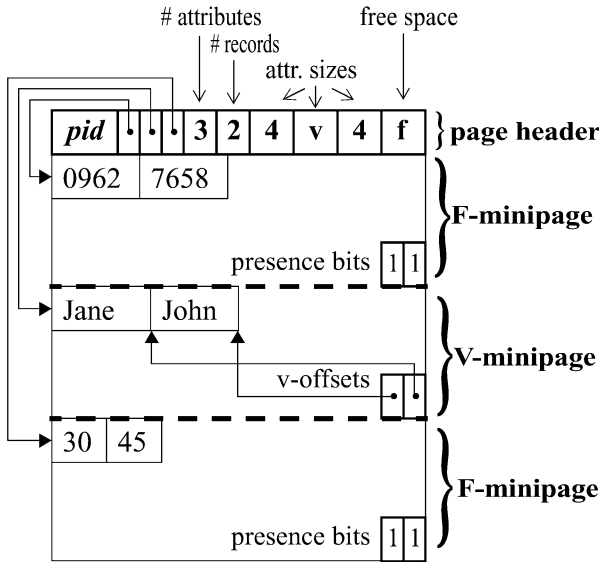 # attributes
free space
# records
attr. sizes
pid 3 2 4 v 4 f
page header
0962 7658
F-minipage
presence bits 1 1
Jane John
V-minipage
v-offsets
30 45
F-minipage
presence bits 1 1